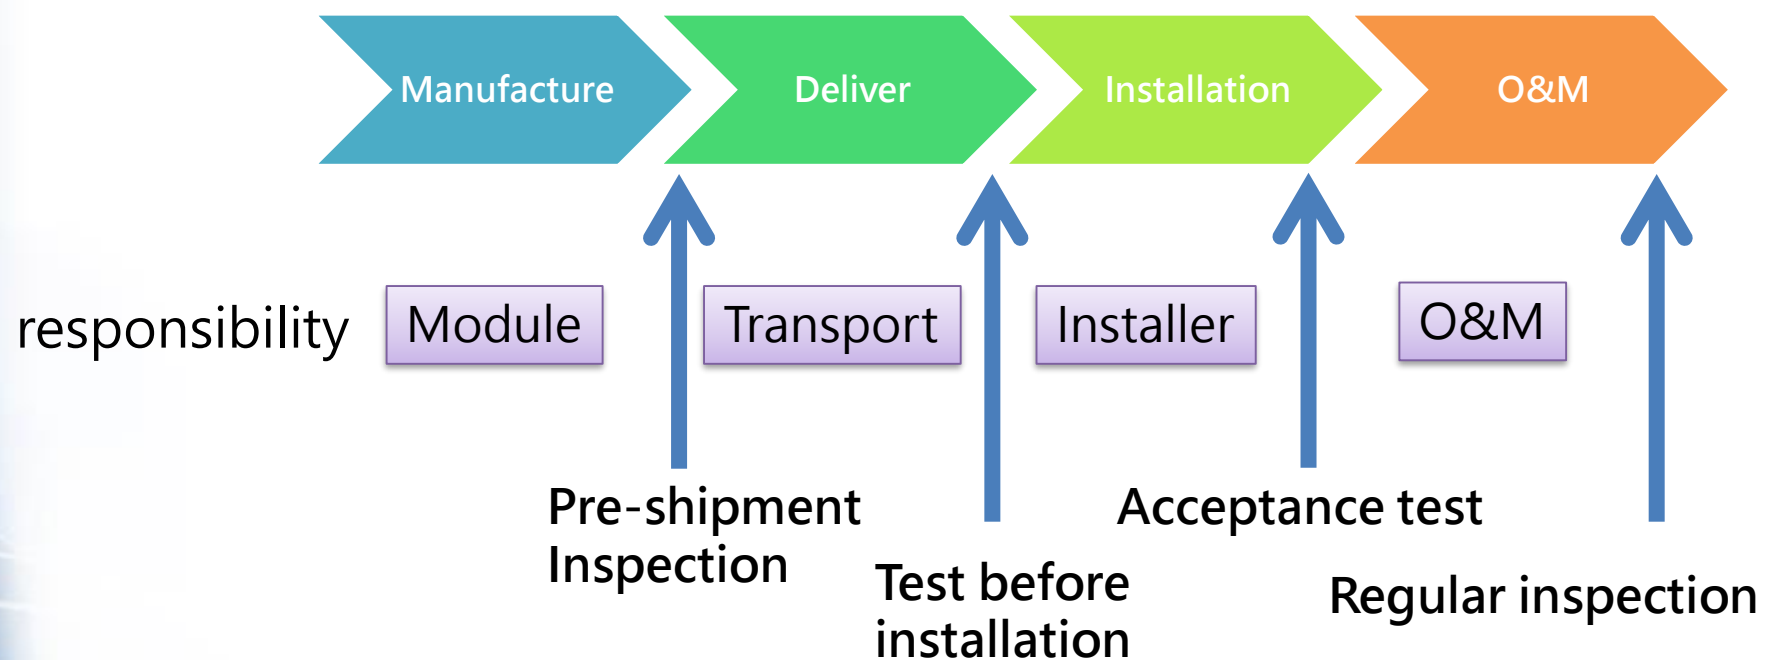 Manufacture
Deliver
Installation
O&M
responsibility
Module
Transport
Installer
O&M
Pre-shipment
Inspection
Test before
installation
Acceptance test
Regular inspection